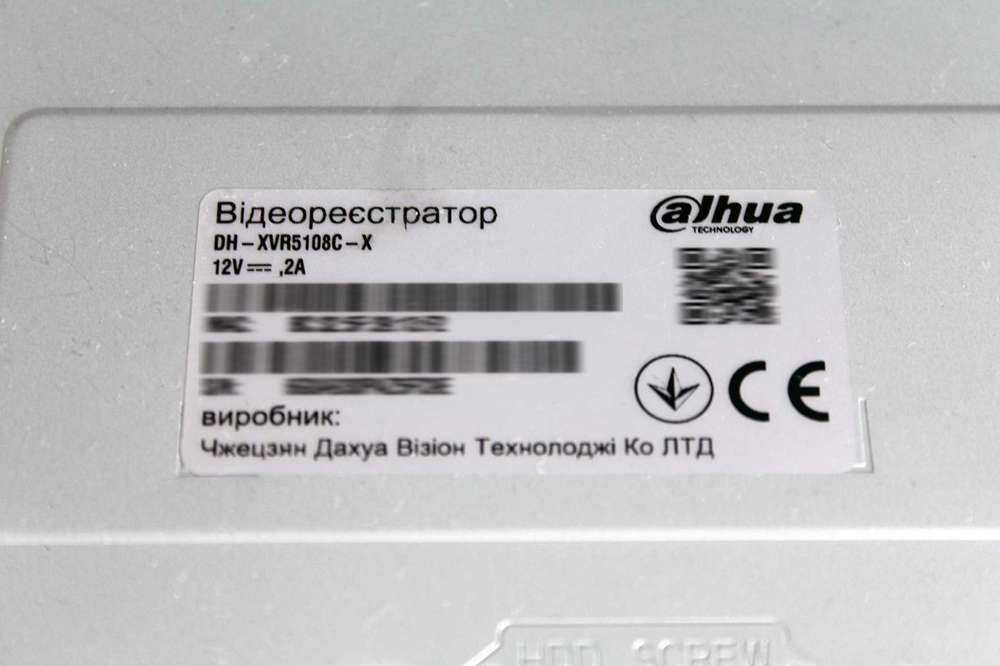 Відеореєстратор
DH-XVR5108C-X
12V ⎓ ,2A
alhua
TECHNOLOGY
CE
виробник:
Чжецзян Дахуа Візіон Технолоджі Ко ЛТД
HDD SCREW